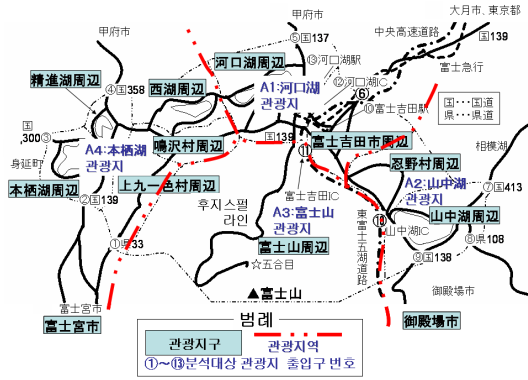 大月市、東京都
甲府市
⑤国137
中央高速道路
国139
甲府市
河口湖周辺
⑬河口湖駅
富士急行
精進湖周辺
④国358
西湖周辺
A1:河口湖
관광지
⑫河口湖IC
⑥
⑩富士吉田駅
国・・・国道
県・・・県道
国
,300③
A4:本栖湖
관광지
鳴沢村周辺
国139
富士吉田市周辺
相模湖
身延町
⑪
忍野村周辺
本栖湖周辺
上九一色村周辺
富士吉田IC
A2:山中湖
관광지
⑦国413
②国139
후지스펄
라인
A3:富士山
관광지
山中湖周辺
山中湖IC
①県33
富士山周辺
東富士五湖道路
⑧県108
☆五合目
⑨国138
▲富士山
御殿場市
富士宮市
富士宮市
御殿場市
범례
관광지구
관광지역
①～⑬분석대상 관광지 출입구 번호